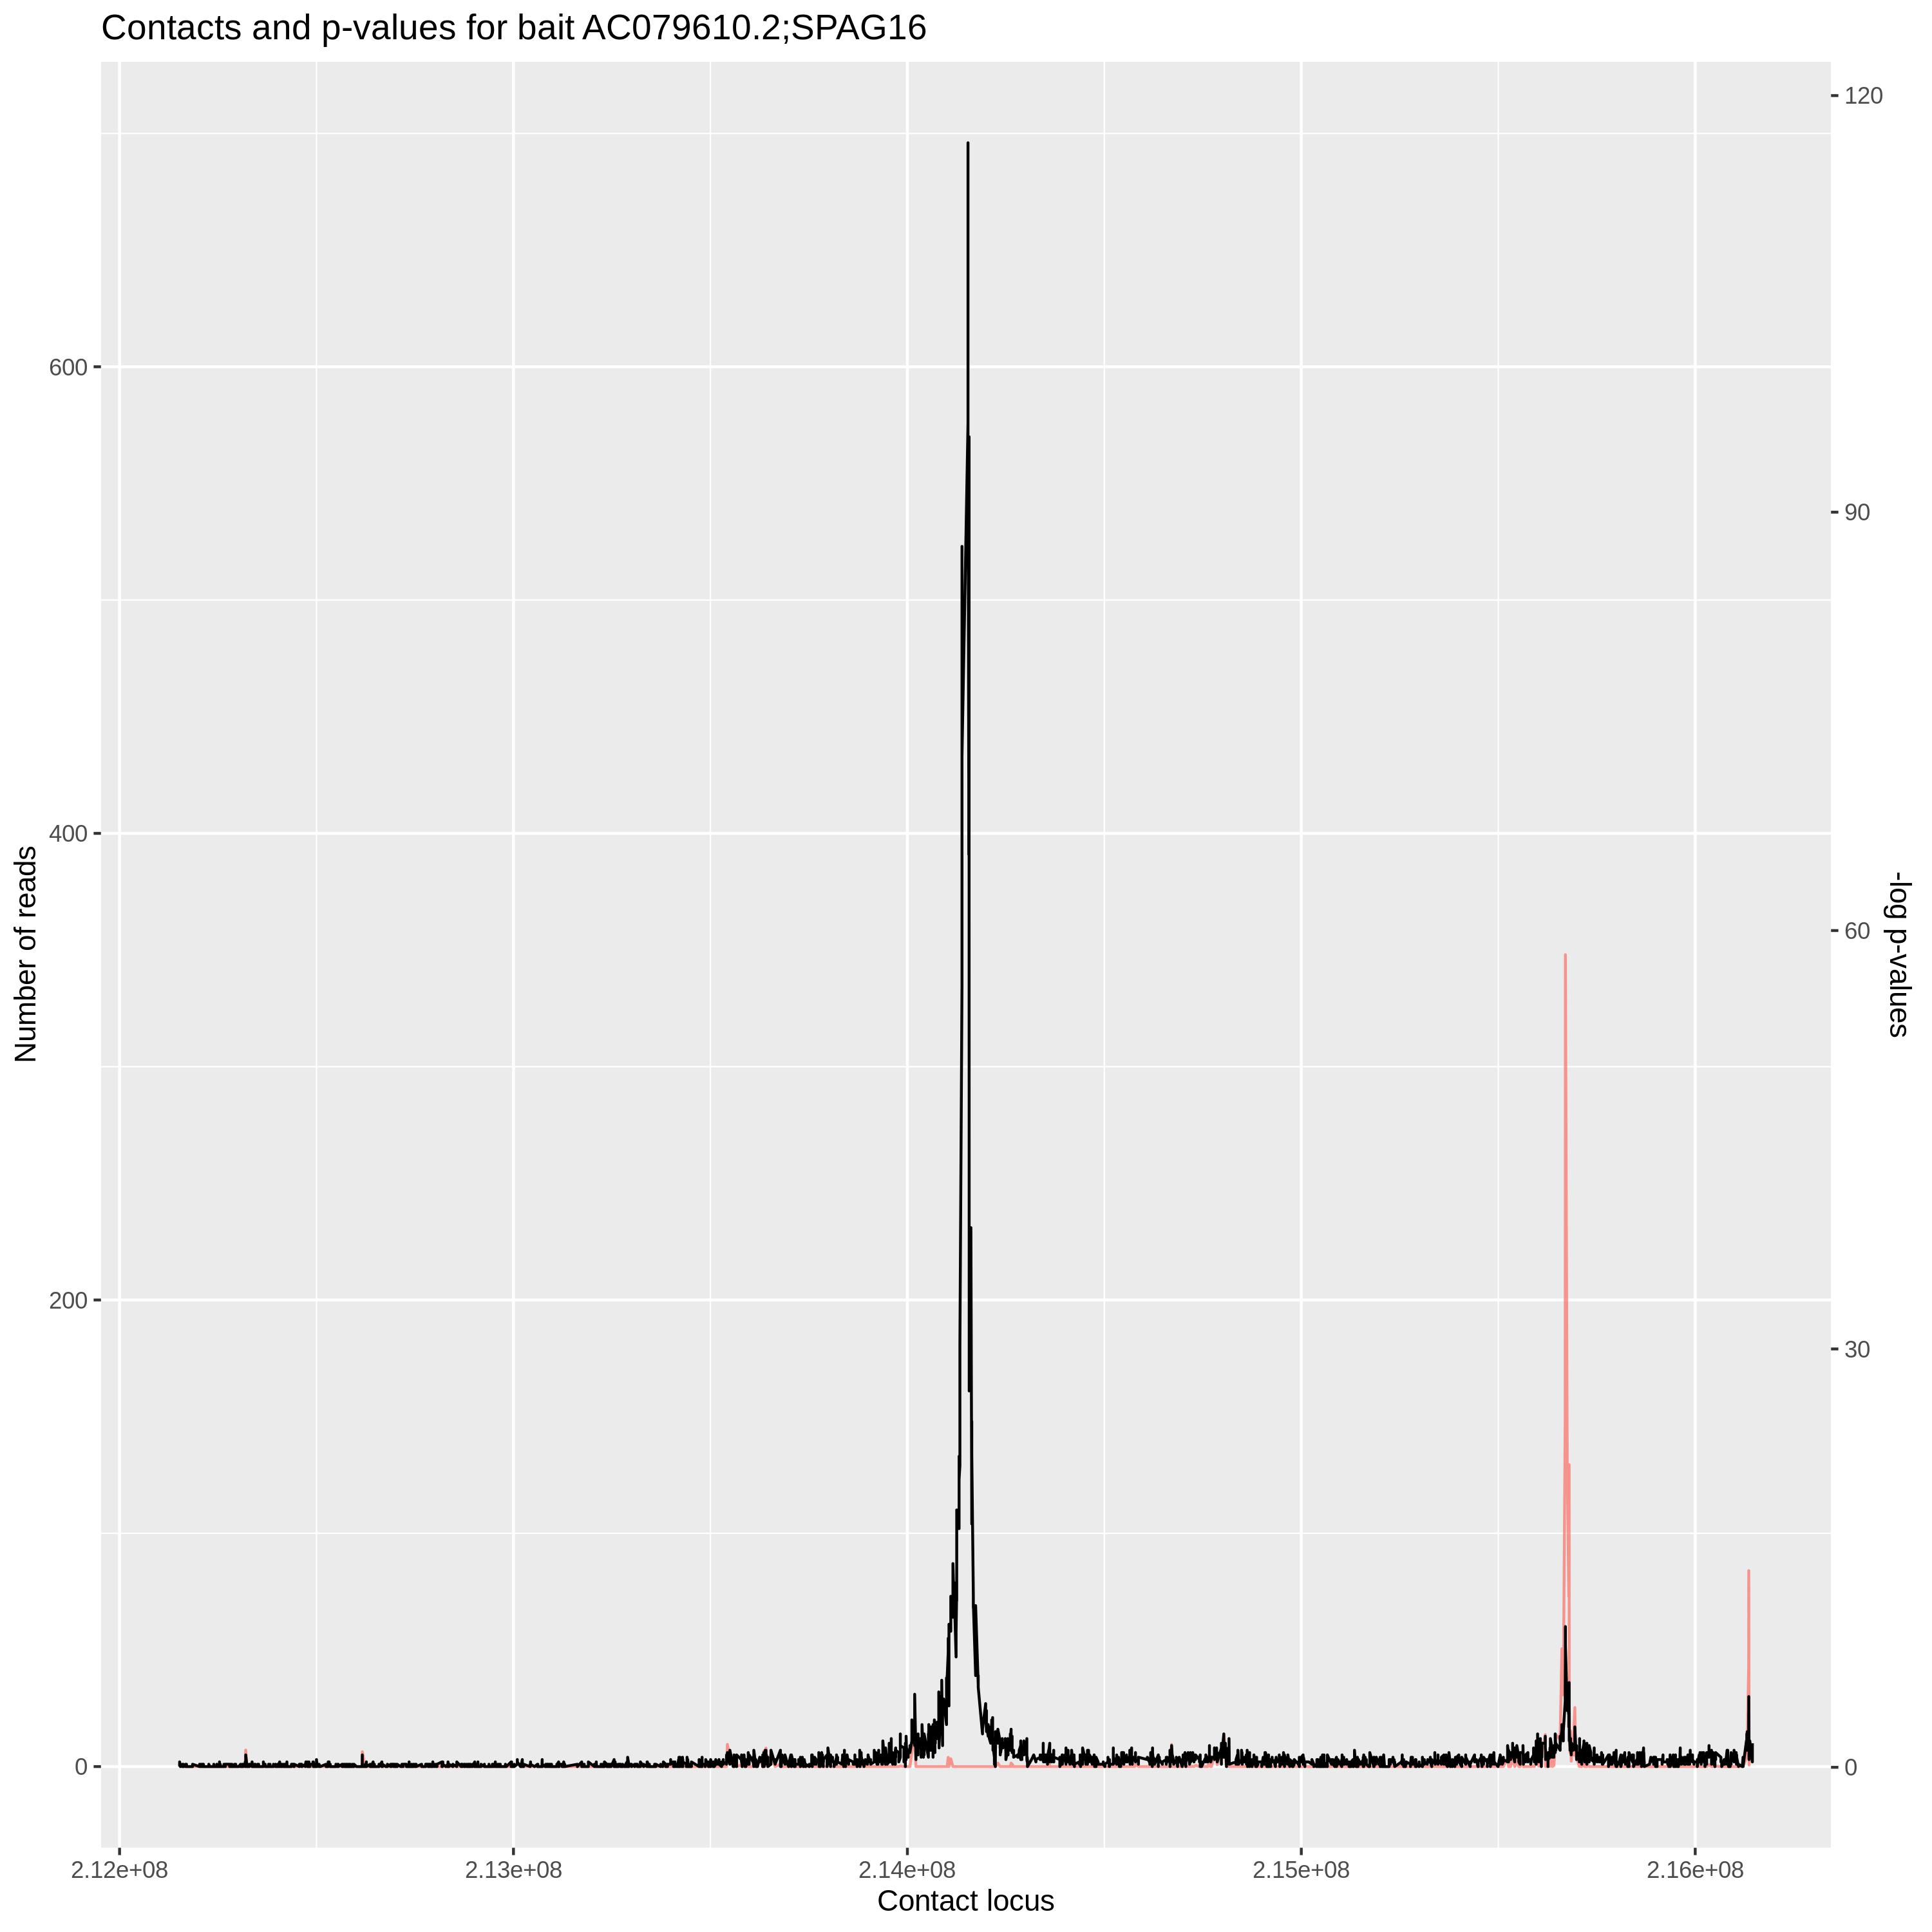 Contacts and p-values for bait AC079610.2;SPAG16
120
90
60
30
0
600
400
200
0
Number of reads
-log p-values
2.12e+08
2.13e+08
2.14e+08
2.15e+08
2.16e+08
Contact locus